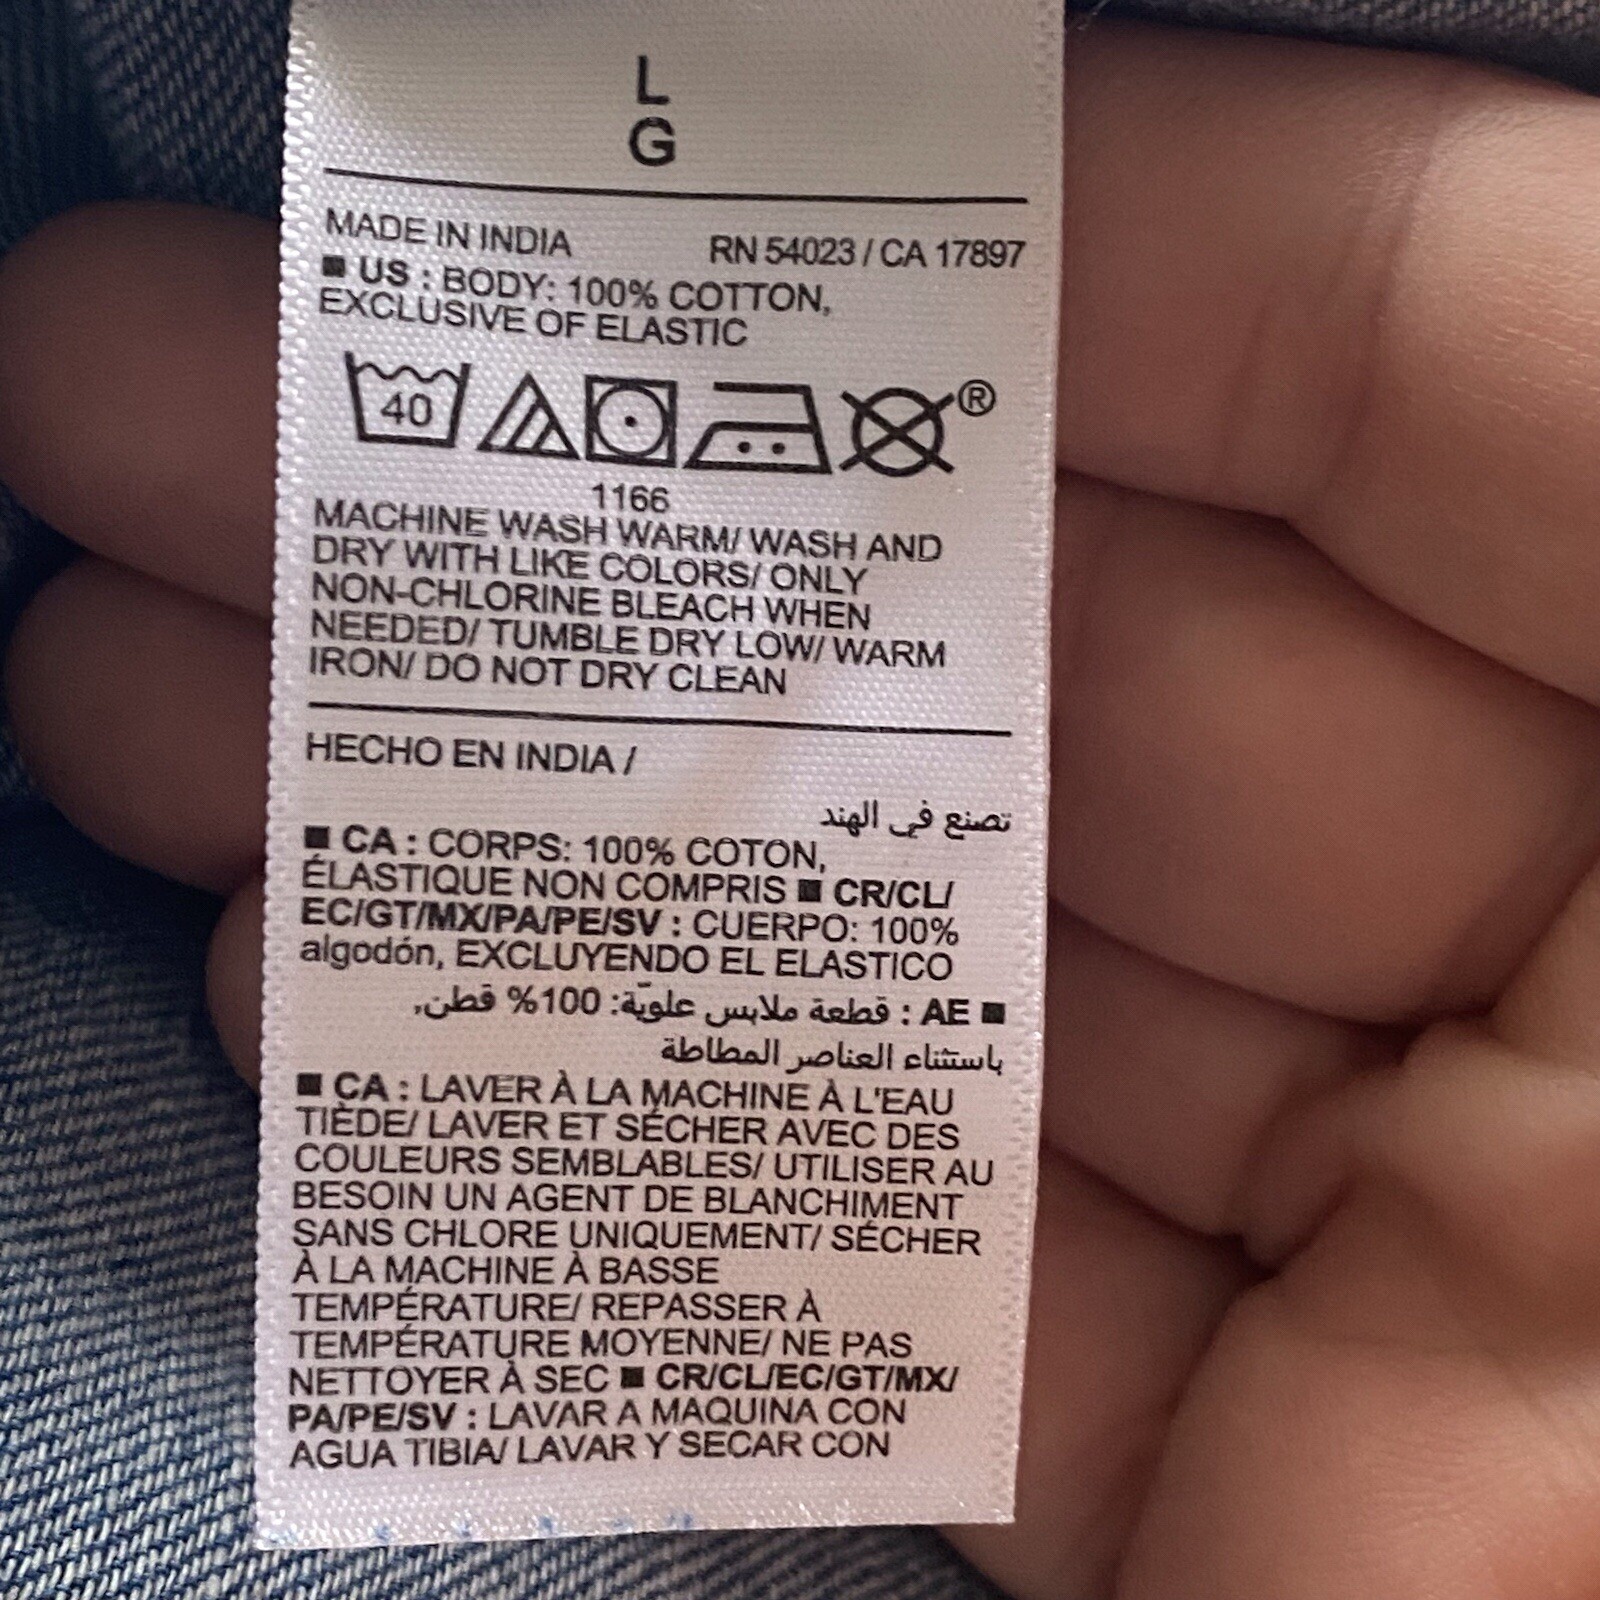 L
G
MADE IN INDIA RN 54023 / CA 17897
■ US : BODY: 100% COTTON,
EXCLUSIVE OF ELASTIC
40 ®
1166
MACHINE WASH WARM/ WASH AND
DRY WITH LIKE COLORS/ ONLY
NON-CHLORINE BLEACH WHEN
NEEDED/ TUMBLE DRY LOW/ WARM
IRON/ DO NOT DRY CLEAN
HECHO EN INDIA /
تصنع في الهند
■ CA : CORPS: 100% COTON,
ÉLASTIQUE NON COMPRIS ■ CR/CL/
EC/GT/MX/PA/PE/SV : CUERPO: 100%
algodón, EXCLUYENDO EL ELASTICO
■ AE : قطعة ملابس علويّة: 100% قطن,
باستثناء العناصر المطاطة
■ CA : LAVER À LA MACHINE À L'EAU
TIÈDE/ LAVER ET SÉCHER AVEC DES
COULEURS SEMBLABLES/ UTILISER AU
BESOIN UN AGENT DE BLANCHIMENT
SANS CHLORE UNIQUEMENT/ SÉCHER
À LA MACHINE À BASSE
TEMPÉRATURE/ REPASSER À
TEMPÉRATURE MOYENNE/ NE PAS
NETTOYER À SEC ■ CR/CL/EC/GT/MX/
PA/PE/SV : LAVAR A MAQUINA CON
AGUA TIBIA/ LAVAR Y SECAR CON